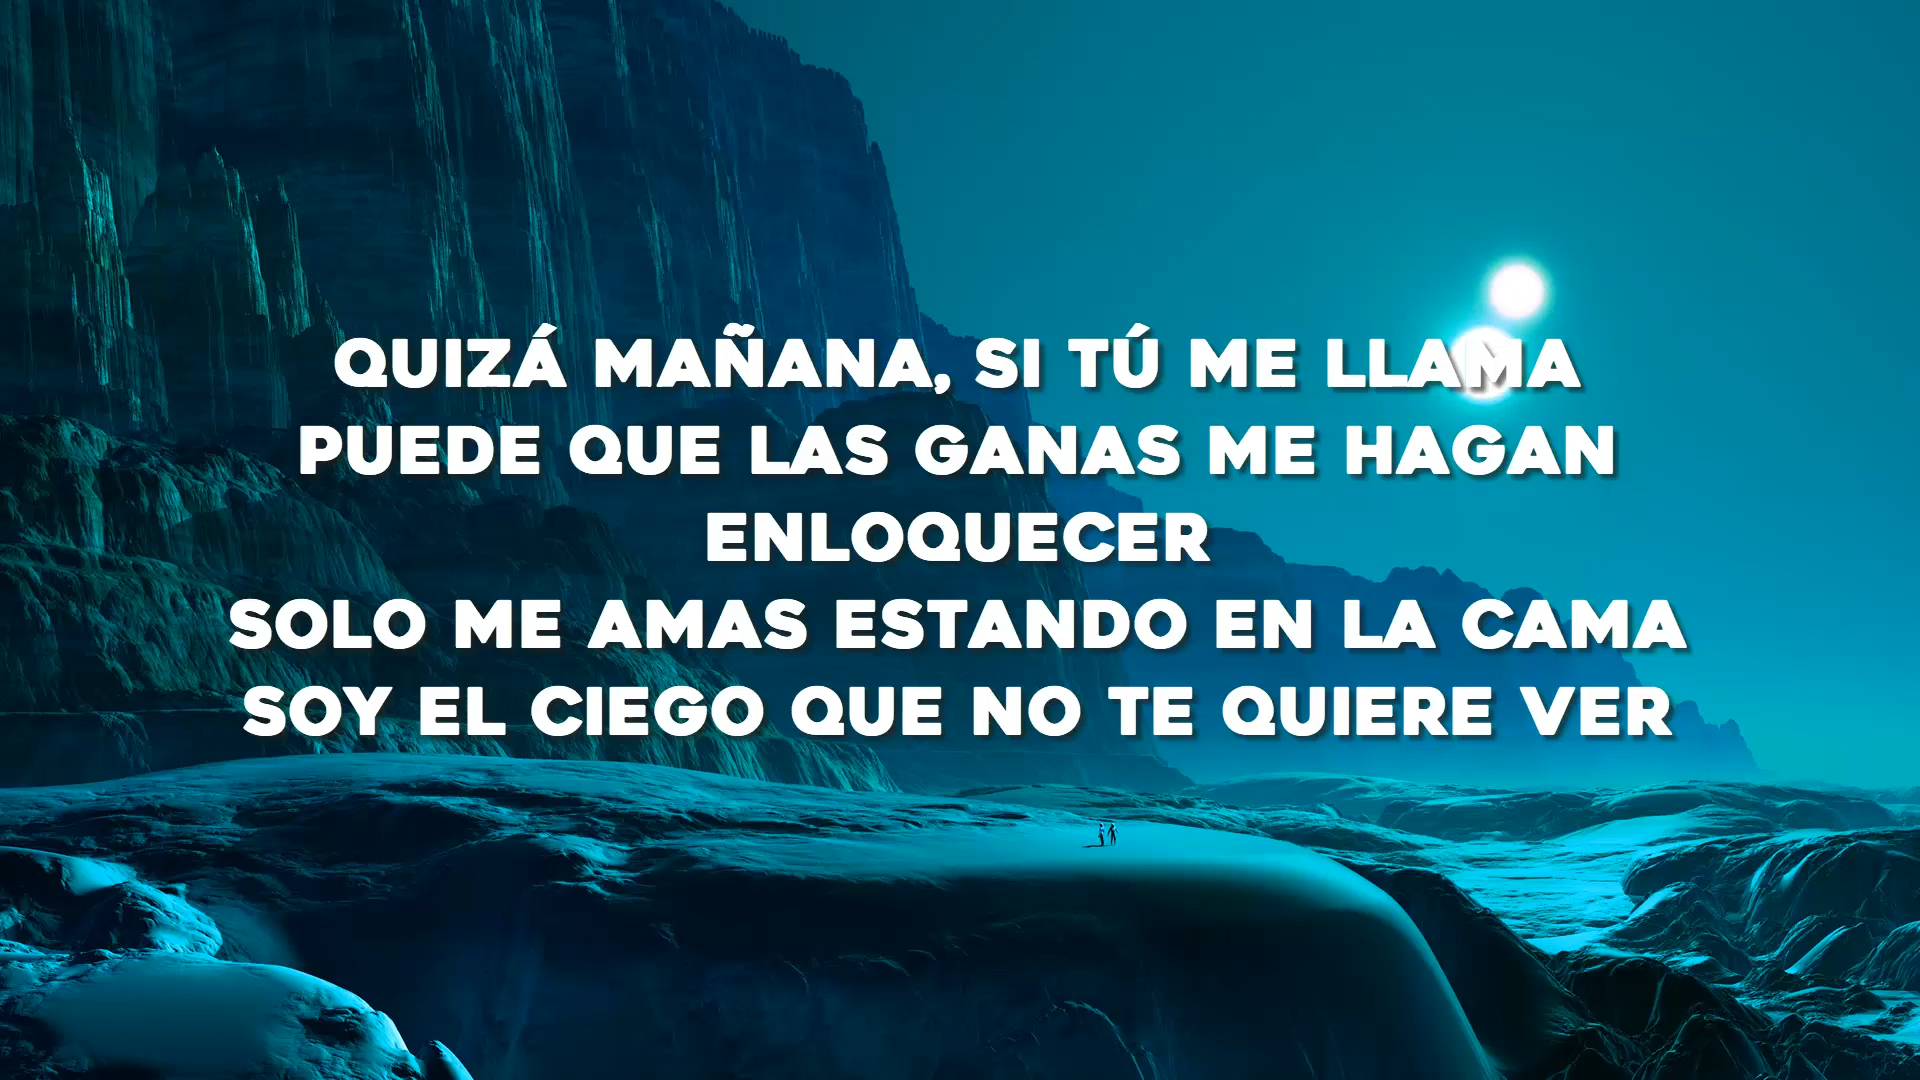 QUIZÁ MAÑANA, SI TÚ ME LLAMA
PUEDE QUE LAS GANAS ME HAGAN
ENLOQUECER
SOLO ME AMAS ESTANDO EN LA CAMA
SOY EL CIEGO QUE NO TE QUIERE VER